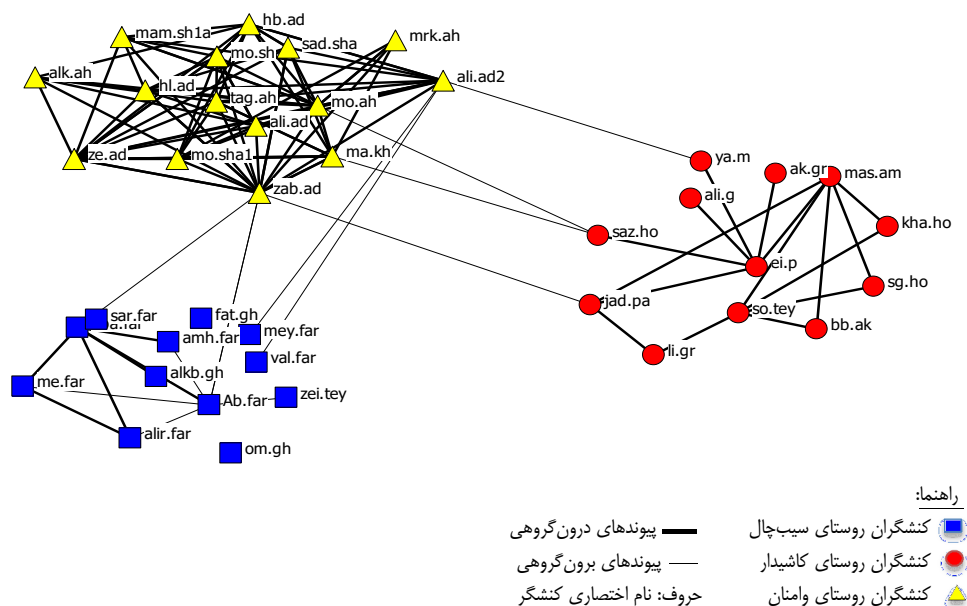 hb.ad
mam.sh1a
mo.sh
sad.sha
mrk.ah
alk.ah
hl.ad
ali.ad2
tag.ah
mo.ah
ali.ad
ze.ad
mo.sha1
ma.kh
zab.ad
ya.m
ak.gr
mas.am
ali.g
kha.ho
saz.ho
ei.p
sg.ho
rjad.pa
so.tey
bb.ak
li.gr
sar.far
fat.gh
amh.far
mey.far
val.far
alkb.gh
me.far
Ab.far
zei.tey
alir.far
om.gh
راهنما:
کنشگران روستای سیب‌چال پیوندهای درون‌گروهی
کنشگران روستای کاشیدار پیوندهای برون‌گروهی
کنشگران روستای وامنان حروف: نام اختصاری کنشگر